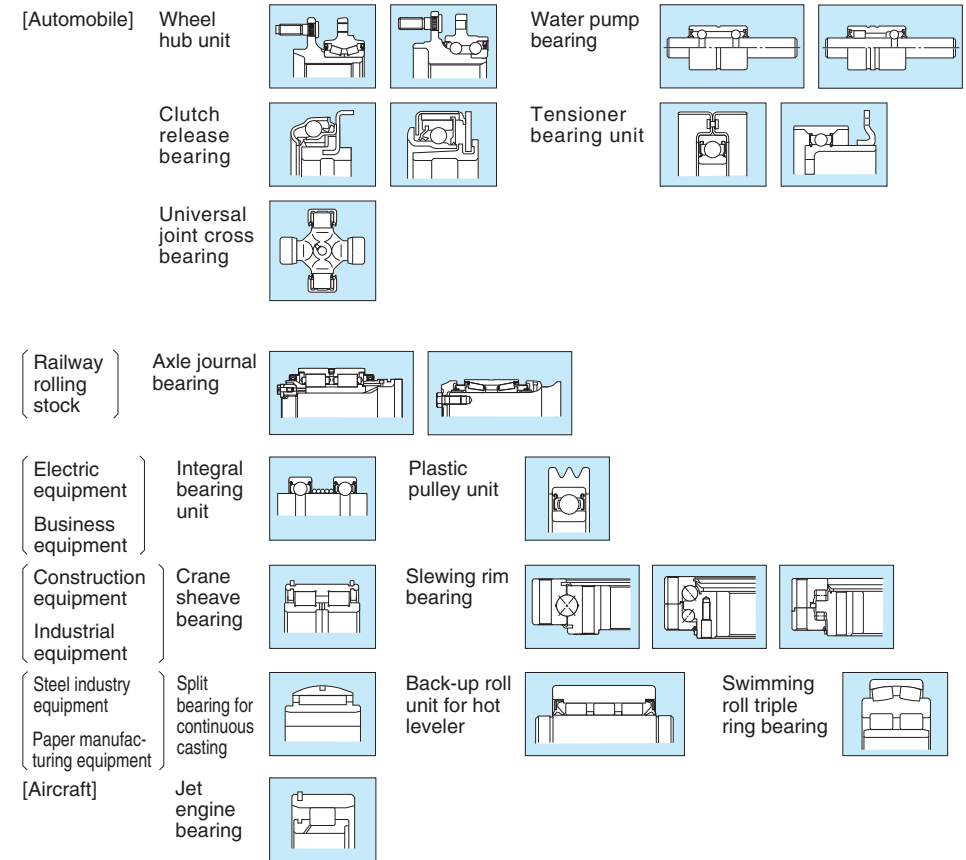 [Automobile]
Wheel
hub unit
Water pump
bearing
Clutch
release
bearing
Tensioner
bearing unit
Universal
joint cross
bearing
Railway
rolling
stock
Axle journal
bearing
Electric
equipment
Business
equipment
Integral
bearing
unit
Plastic
pulley unit
Construction
equipment
Industrial
equipment
Crane
sheave
bearing
Slewing rim
bearing
Steel industry
equipment
Paper manufac-
turing equipment
Split
bearing for
continuous
casting
Back-up roll
unit for hot
leveler
Swimming
roll triple
ring bearing
[Aircraft]
Jet
engine
bearing